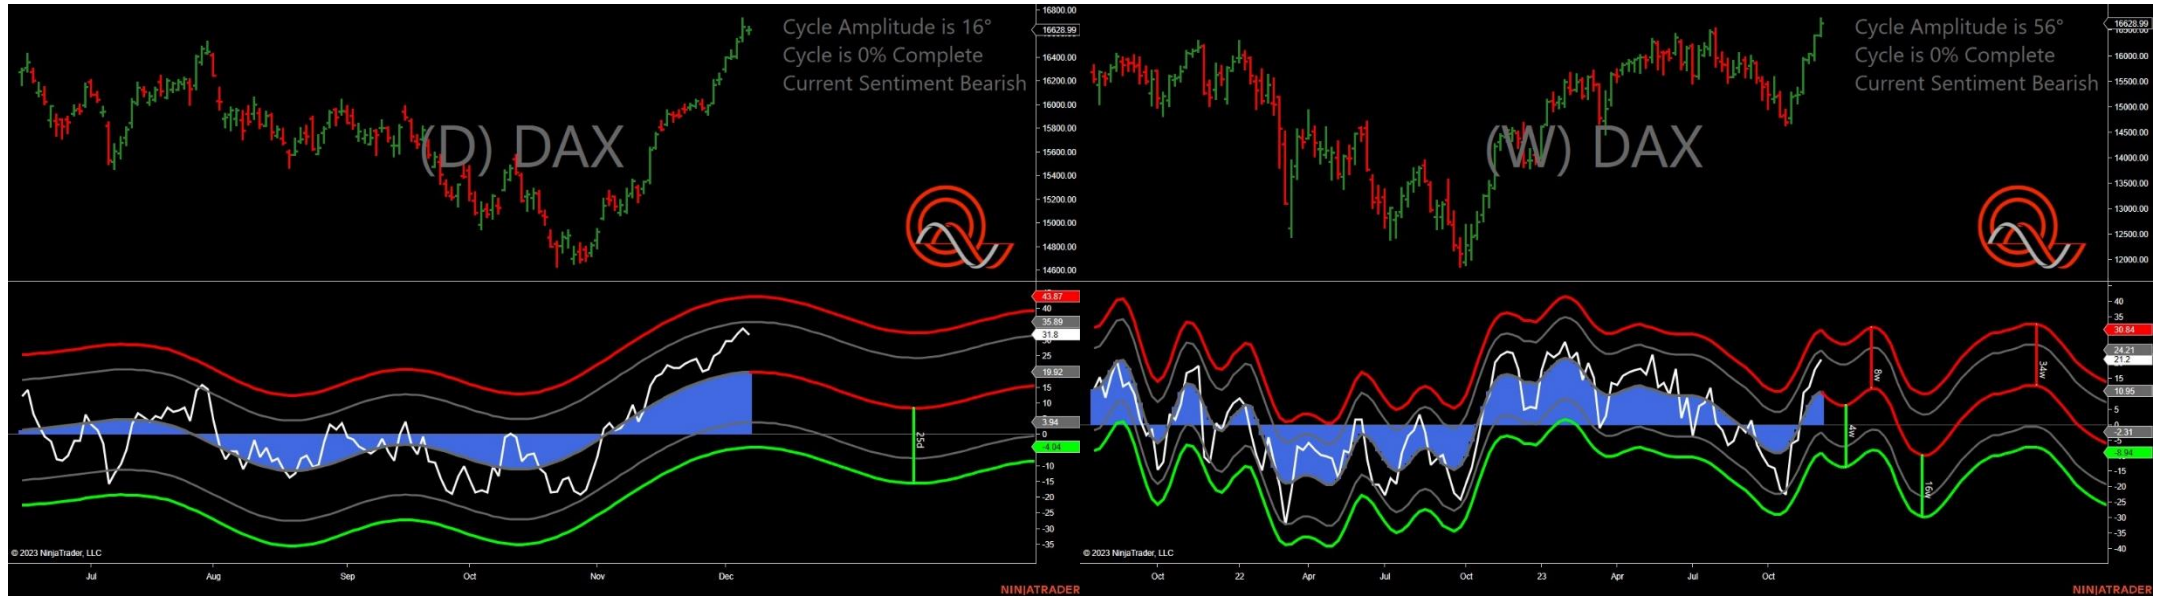 Cycle Amplitude is 16°
Cycle is 0% Complete
Current Sentiment Bearish
(D) DAX
16800.00
16628.99
16400.00
16200.00
16000.00
15800.00
15600.00
15400.00
15200.00
15000.00
14800.00
14600.00
43.87
40
35.89
31.8
25
19.92
15
10
3.94
0
-4.04
-10
-15
-20
-25
-30
-35
25d
© 2023 NinjaTrader, LLC
Jul Aug Sep Oct Nov Dec
NINJATRADER
Cycle Amplitude is 56°
Cycle is 0% Complete
Current Sentiment Bearish
(W) DAX
16628.99
16000.00
15500.00
15000.00
14500.00
14000.00
13500.00
13000.00
12500.00
12000.00
40
35
30.84
24.21
21.2
15
10.95
5
-2.31
-8.94
-15
-20
-25
-30
-35
-40
4w
8w
16w
34w
© 2023 NinjaTrader, LLC
Oct 22 Apr Jul Oct 23 Apr Jul Oct
NINJATRADER